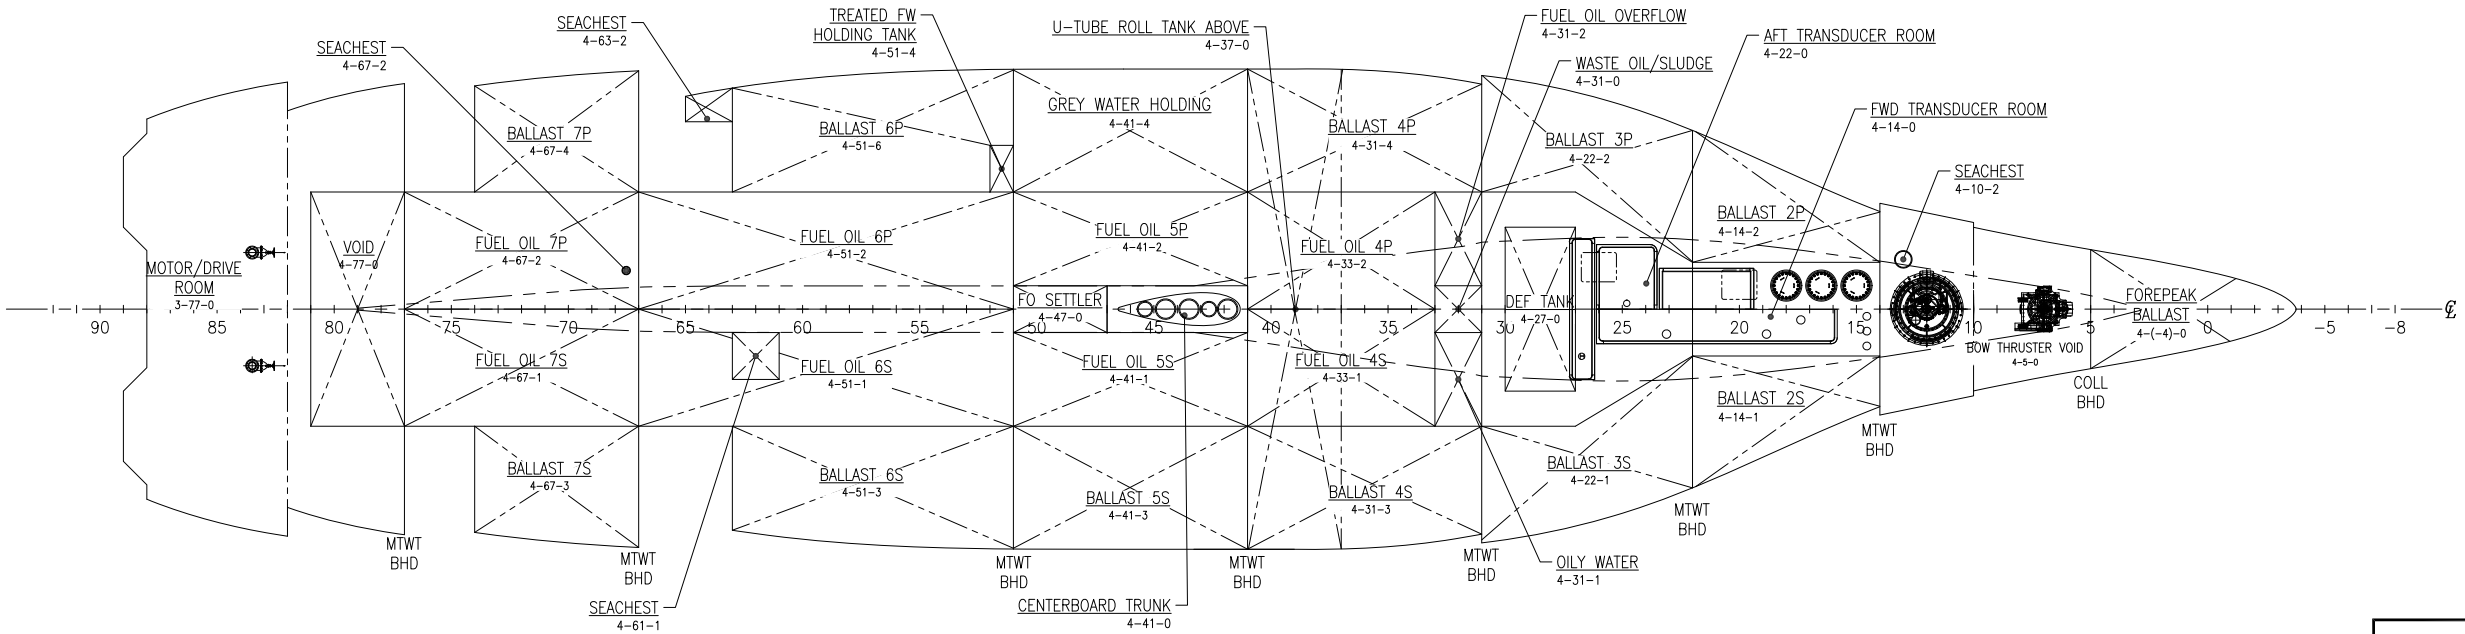 SEACHEST
4-67-2
SEACHEST
4-63-2
TREATED FW
HOLDING TANK
4-51-4
U-TUBE ROLL TANK ABOVE
4-37-0
FUEL OIL OVERFLOW
4-31-2
WASTE OIL/SLUDGE
4-31-0
AFT TRANSDUCER ROOM
4-22-0
FWD TRANSDUCER ROOM
4-14-0
SEACHEST
4-10-2
BALLAST 7P
4-67-4
BALLAST 6P
4-51-6
GREY WATER HOLDING
4-41-4
BALLAST 4P
4-31-4
BALLAST 3P
4-22-2
BALLAST 2P
4-14-2
MOTOR/DRIVE
ROOM
3-77-0
VOID
4-77-0
FUEL OIL 7P
4-67-2
FUEL OIL 6P
4-51-2
FUEL OIL 5P
4-41-2
FUEL OIL 4P
4-33-2
FO SETTLER
4-47-0
DEF TANK
4-27-0
FOREPEAK
BALLAST
4-(-4)-0
90 85 80 75 70 65 60 55 50 45 40 35 30 25 20 15 10 5 0 -5 -8
℄
BOW THRUSTER VOID
4-5-0
FUEL OIL 7S
4-67-1
FUEL OIL 6S
4-51-1
FUEL OIL 5S
4-41-1
FUEL OIL 4S
4-33-1
BALLAST 2S
4-14-1
COLL
BHD
BALLAST 7S
4-67-3
BALLAST 6S
4-51-3
BALLAST 5S
4-41-3
BALLAST 4S
4-31-3
BALLAST 3S
4-22-1
MTWT
BHD
MTWT
BHD
MTWT
BHD
MTWT
BHD
MTWT
BHD
MTWT
BHD
MTWT
BHD
SEACHEST
4-61-1
CENTERBOARD TRUNK
4-41-0
OILY WATER
4-31-1